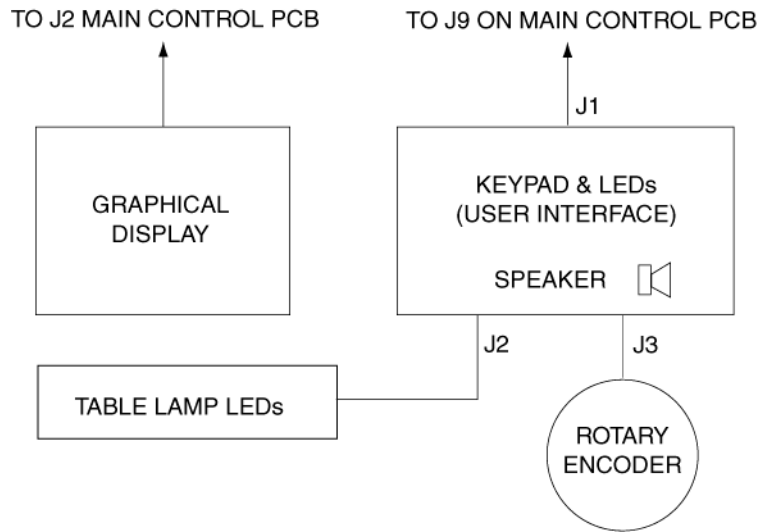 TO J2 MAIN CONTROL PCB
TO J9 ON MAIN CONTROL PCB
J1
GRAPHICAL
DISPLAY
KEYPAD & LEDs
(USER INTERFACE)
SPEAKER
J2
J3
TABLE LAMP LEDs
ROTARY
ENCODER